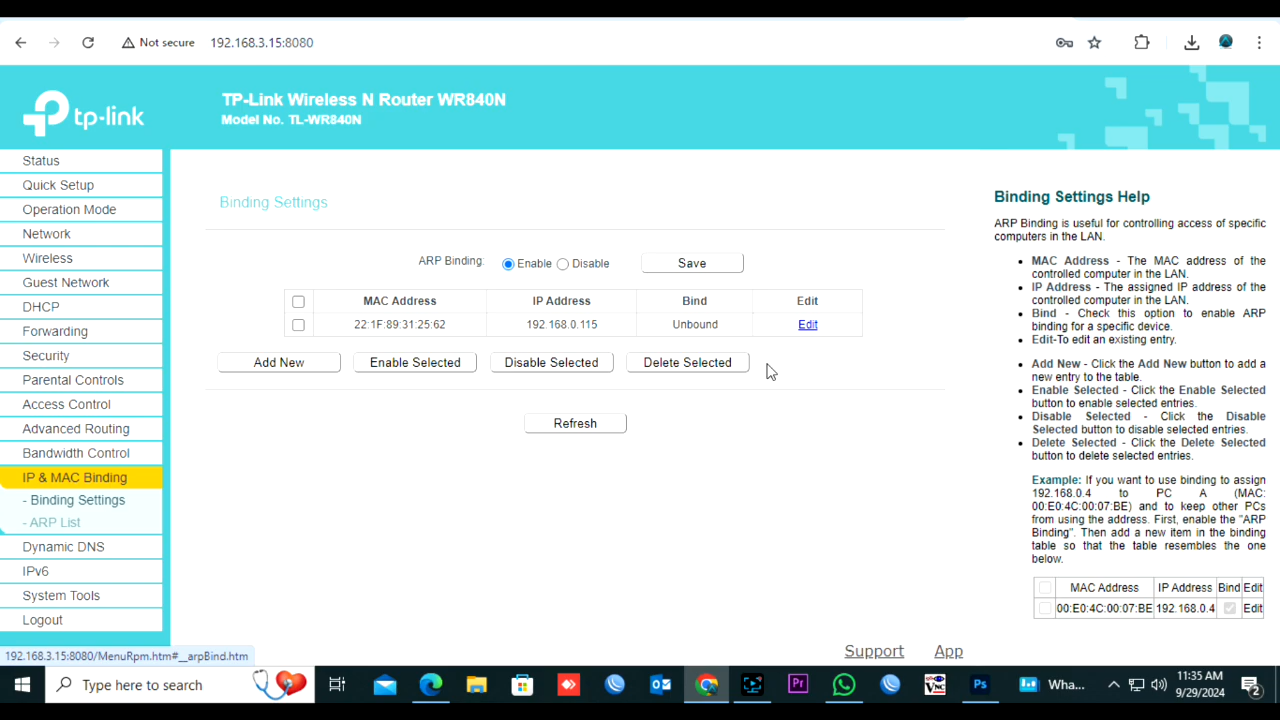 Not secure
192.168.3.15:8080
tp-link
TP-Link Wireless N Router WR840N
Model No. TL-WR840N
Status
Quick Setup
Operation Mode
Network
Wireless
Guest Network
DHCP
Forwarding
Security
Parental Controls
Access Control
Advanced Routing
Bandwidth Control
IP & MAC Binding
- Binding Settings
- ARP List
Dynamic DNS
IPv6
System Tools
Logout
Binding Settings
ARP Binding: Enable Disable Save
MAC Address IP Address Bind Edit
22:1F:89:31:25:62 192.168.0.115 Unbound Edit
Add New Enable Selected Disable Selected Delete Selected
Refresh
Binding Settings Help
ARP Binding is useful for controlling access of specific
computers in the LAN.
• MAC Address - The MAC address of the
controlled computer in the LAN.
• IP Address - The assigned IP address of the
controlled computer in the LAN.
• Bind - Check this option to enable ARP
binding for a specific device.
• Edit-To edit an existing entry.
• Add New - Click the Add New button to add a
new entry to the table.
• Enable Selected - Click the Enable Selected
button to enable selected entries.
• Disable Selected - Click the Disable
Selected button to disable selected entries.
• Delete Selected - Click the Delete Selected
button to delete selected entries.
Example: If you want to use binding to assign
192.168.0.4 to PC A (MAC:
00:E0:4C:00:07:BE) and to keep other PCs
from using the address. First, enable the "ARP
Binding". Then add a new item in the binding
table so that the table resembles the one
below.
MAC Address IP Address Bind Edit
00:E0:4C:00:07:BE 192.168.0.4 Edit
Support App
192.168.3.15:8080/MenuRpm.htm#__arpBind.htm
Type here to search
Pr
VNC
Ps
Wha...
11:35 AM
9/29/2024
2